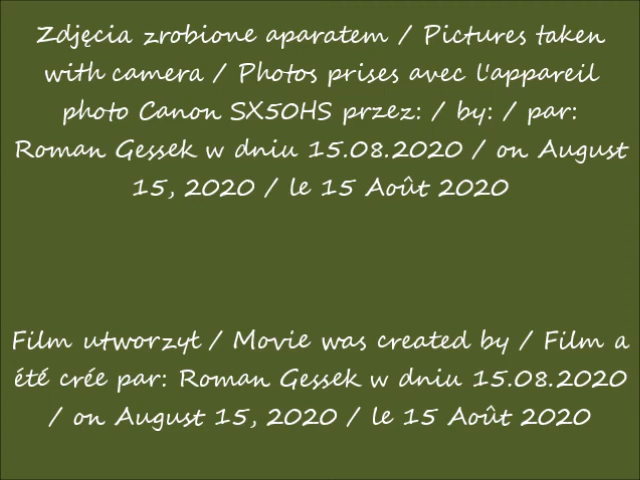 Zdjęcia zrobione aparatem / Pictures taken
with camera / Photos prises avec l'appareil
photo Canon SX50HS przez: / by: / par:
Roman Gessek w dniu 15.08.2020 / on August
15, 2020 / le 15 Août 2020
Film utworzył / Movie was created by / Film a
été crée par: Roman Gessek w dniu 15.08.2020
/ on August 15, 2020 / le 15 Août 2020